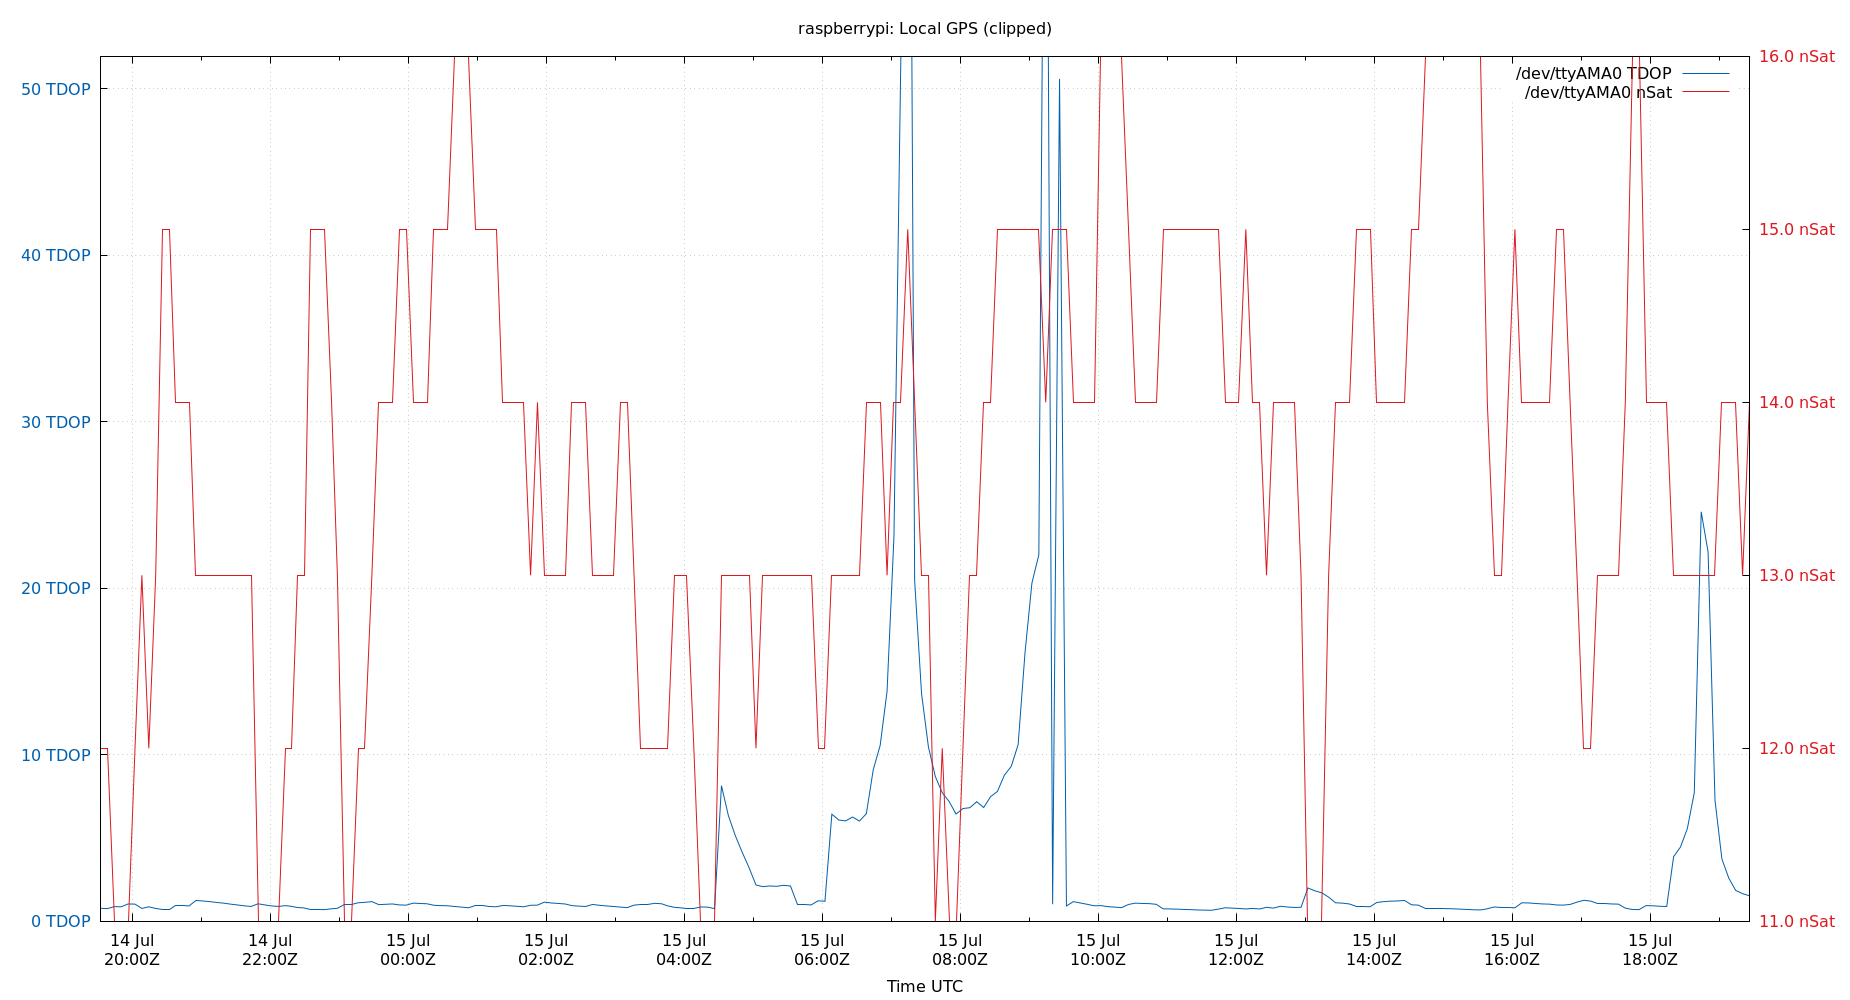 raspberrypi: Local GPS (clipped)
/dev/ttyAMA0 TDOP
/dev/ttyAMA0 nSat
50 TDOP
40 TDOP
30 TDOP
20 TDOP
10 TDOP
0 TDOP
16.0 nSat
15.0 nSat
14.0 nSat
13.0 nSat
12.0 nSat
11.0 nSat
14 Jul
20:00Z
14 Jul
22:00Z
15 Jul
00:00Z
15 Jul
02:00Z
15 Jul
04:00Z
15 Jul
06:00Z
15 Jul
08:00Z
15 Jul
10:00Z
15 Jul
12:00Z
15 Jul
14:00Z
15 Jul
16:00Z
15 Jul
18:00Z
Time UTC